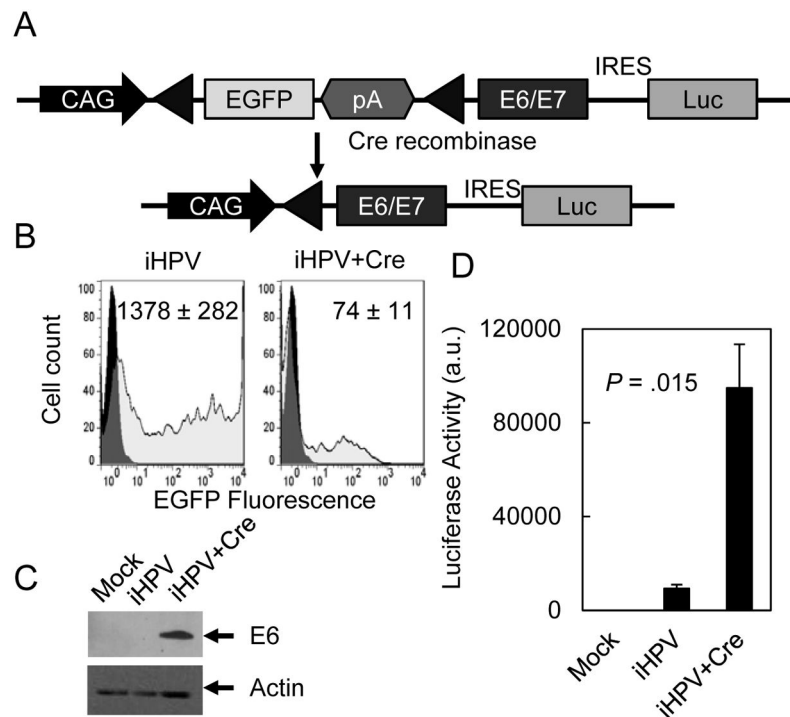 A
IRES
CAG EGFP pA E6/E7 Luc
Cre recombinase
IRES
CAG E6/E7 Luc
B
iHPV iHPV+Cre
1378 ± 282
74 ± 11
Cell count
100
80
60
40
20
0
100
80
60
40
20
0
10⁰ 10¹ 10² 10³ 10⁴
10⁰ 10¹ 10² 10³ 10⁴
EGFP Fluorescence
C
Mock iHPV iHPV+Cre
E6
Actin
D
Luciferase Activity (a.u.)
120000
80000
40000
0
P = .015
Mock iHPV iHPV+Cre